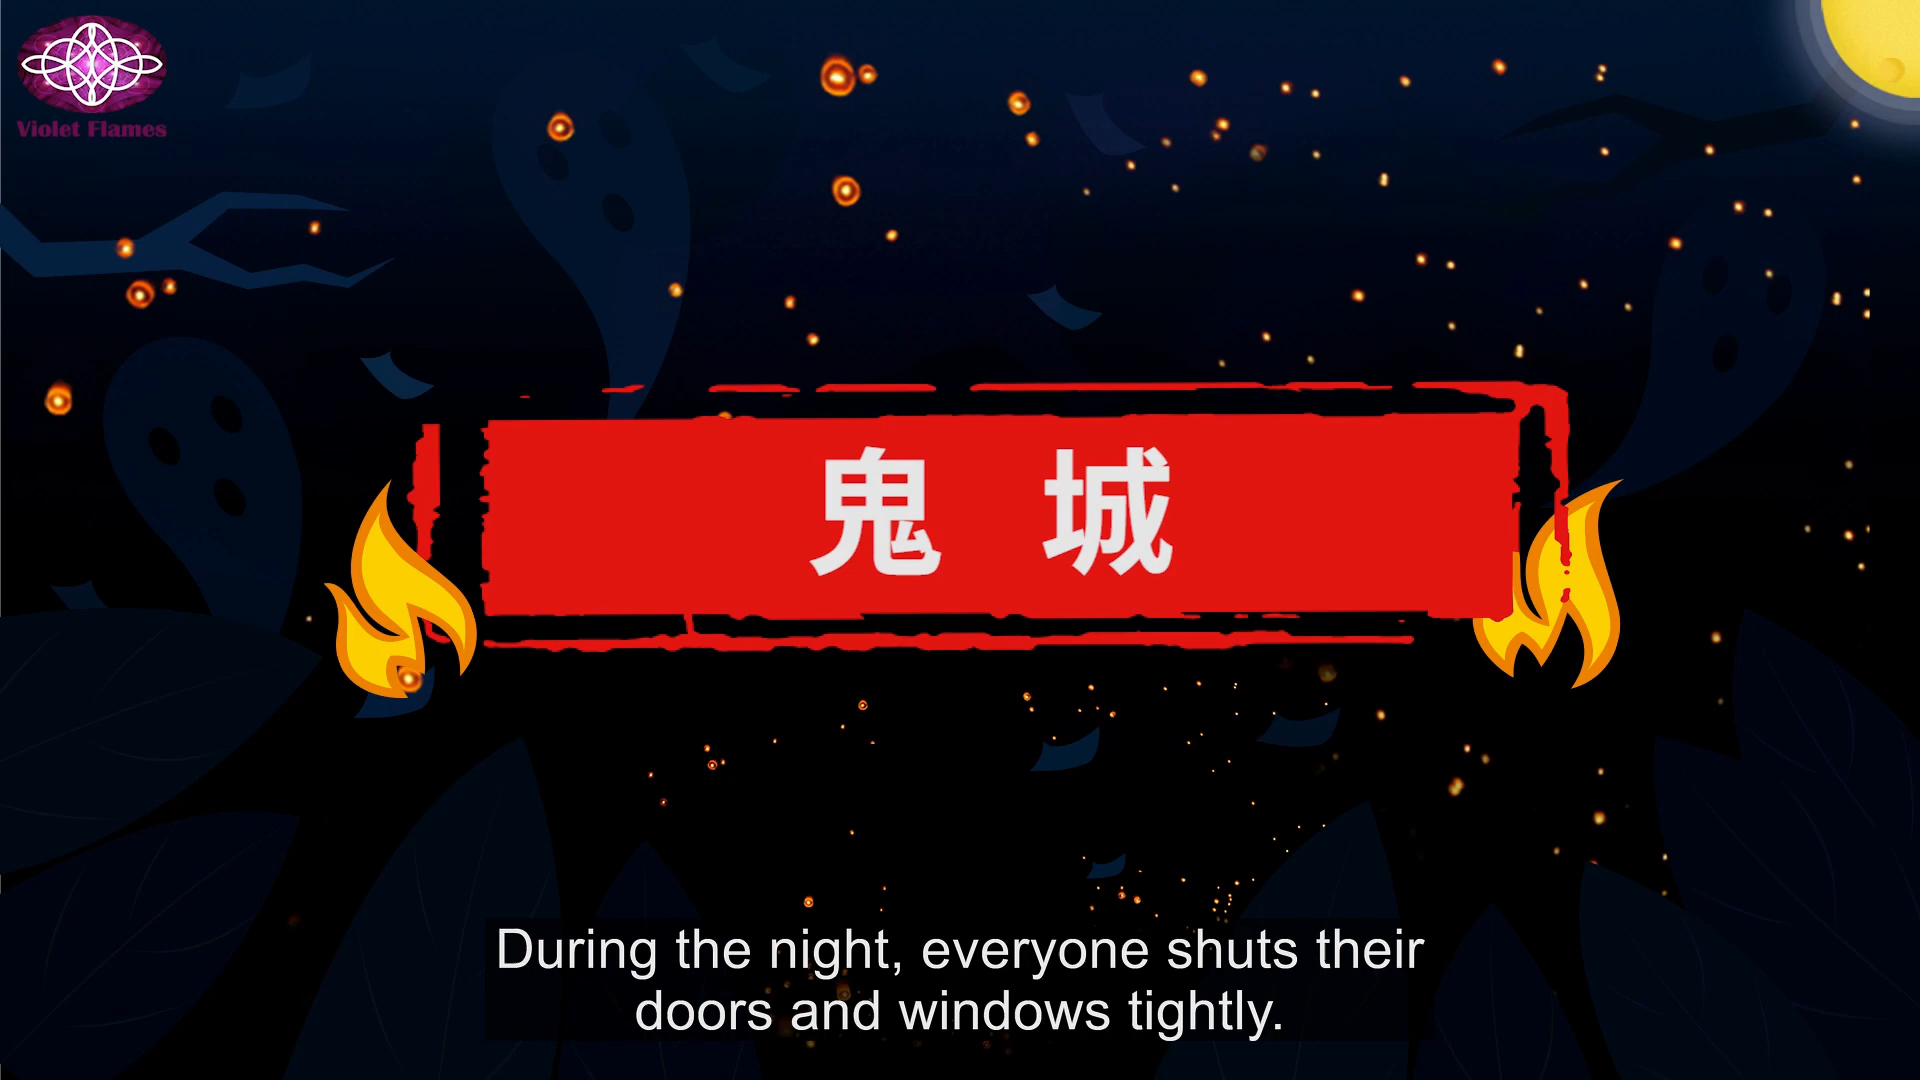 Violet Flames
鬼城
During the night, everyone shuts their
doors and windows tightly.